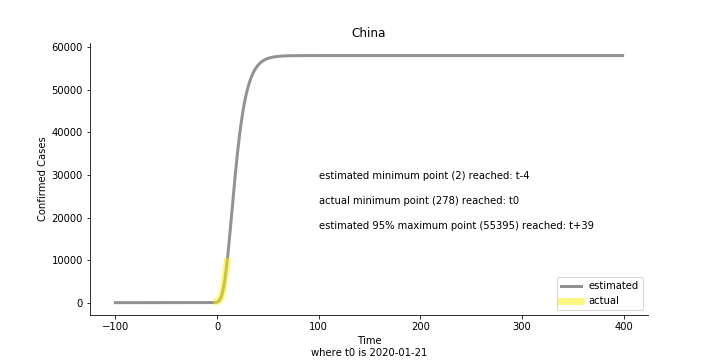 China
60000
50000
40000
30000
20000
10000
0
Confirmed Cases
estimated minimum point (2) reached: t-4
actual minimum point (278) reached: t0
estimated 95% maximum point (55395) reached: t+39
estimated
actual
−100 0 100 200 300 400
Time
where t0 is 2020-01-21